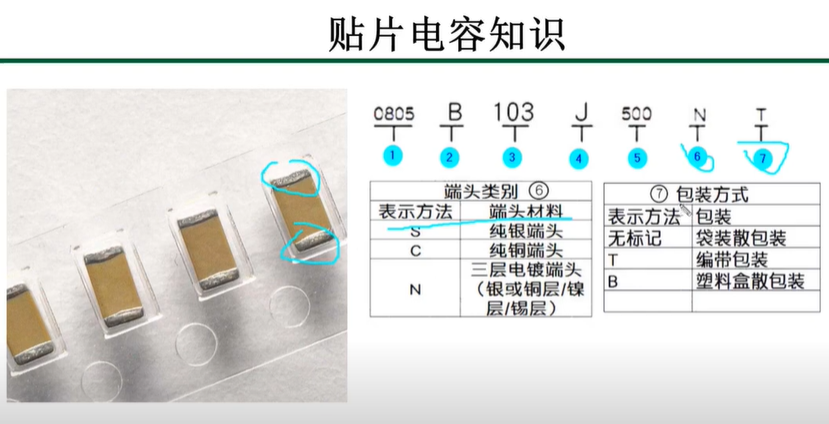 贴片电容知识
0805 B 103 J 500 N T
1 2 3 4 5 6 7
端头类别 ⑥
表示方法 端头材料
S 纯银端头
C 纯铜端头
N 三层电镀端头
（银或铜层/镍
层/锡层）
⑦ 包装方式
表示方法 包装
无标记 袋装散包装
T 编带包装
B 塑料盒散包装